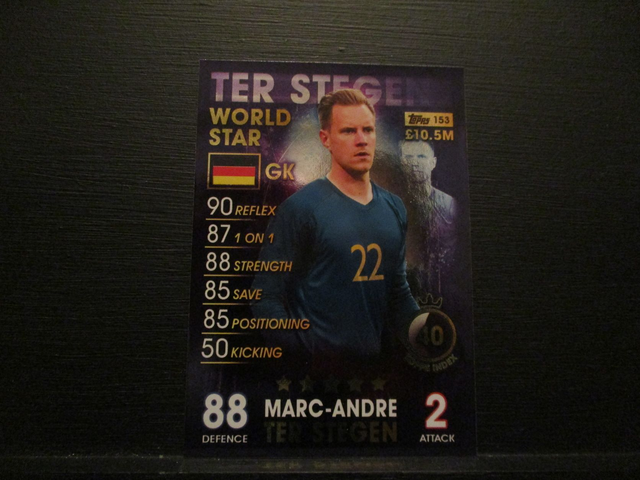 TER STEGEN
WORLD
STAR
Topps 153
£10.5M
GK
90 REFLEX
87 1 ON 1
88 STRENGTH
85 SAVE
85 POSITIONING
50 KICKING
22
88
DEFENCE
MARC-ANDRE
TER STEGEN
2
ATTACK